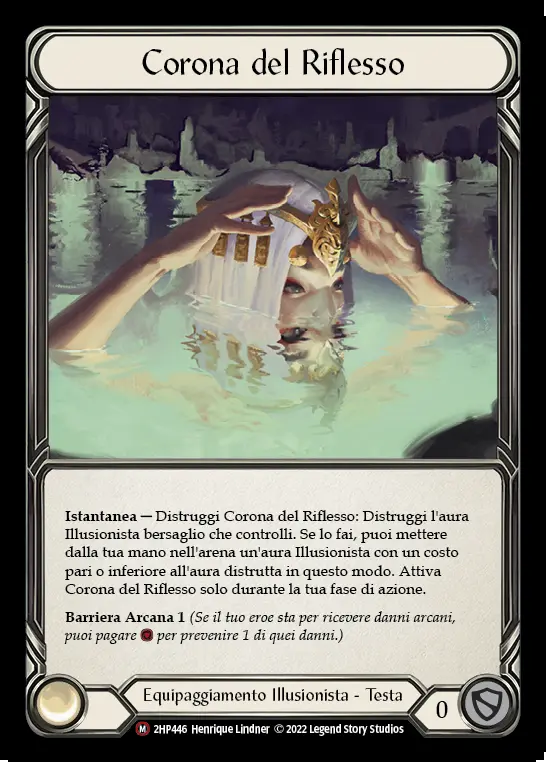 Corona del Riflesso
Istantanea — Distruggi Corona del Riflesso: Distruggi l'aura
Illusionista bersaglio che controlli. Se lo fai, puoi mettere
dalla tua mano nell'arena un'aura Illusionista con un costo
pari o inferiore all'aura distrutta in questo modo. Attiva
Corona del Riflesso solo durante la tua fase di azione.
Barriera Arcana 1 (Se il tuo eroe sta per ricevere danni arcani,
puoi pagare per prevenire 1 di quei danni.)
Equipaggiamento Illusionista - Testa
0
M 2HP446 Henrique Lindner © 2022 Legend Story Studios